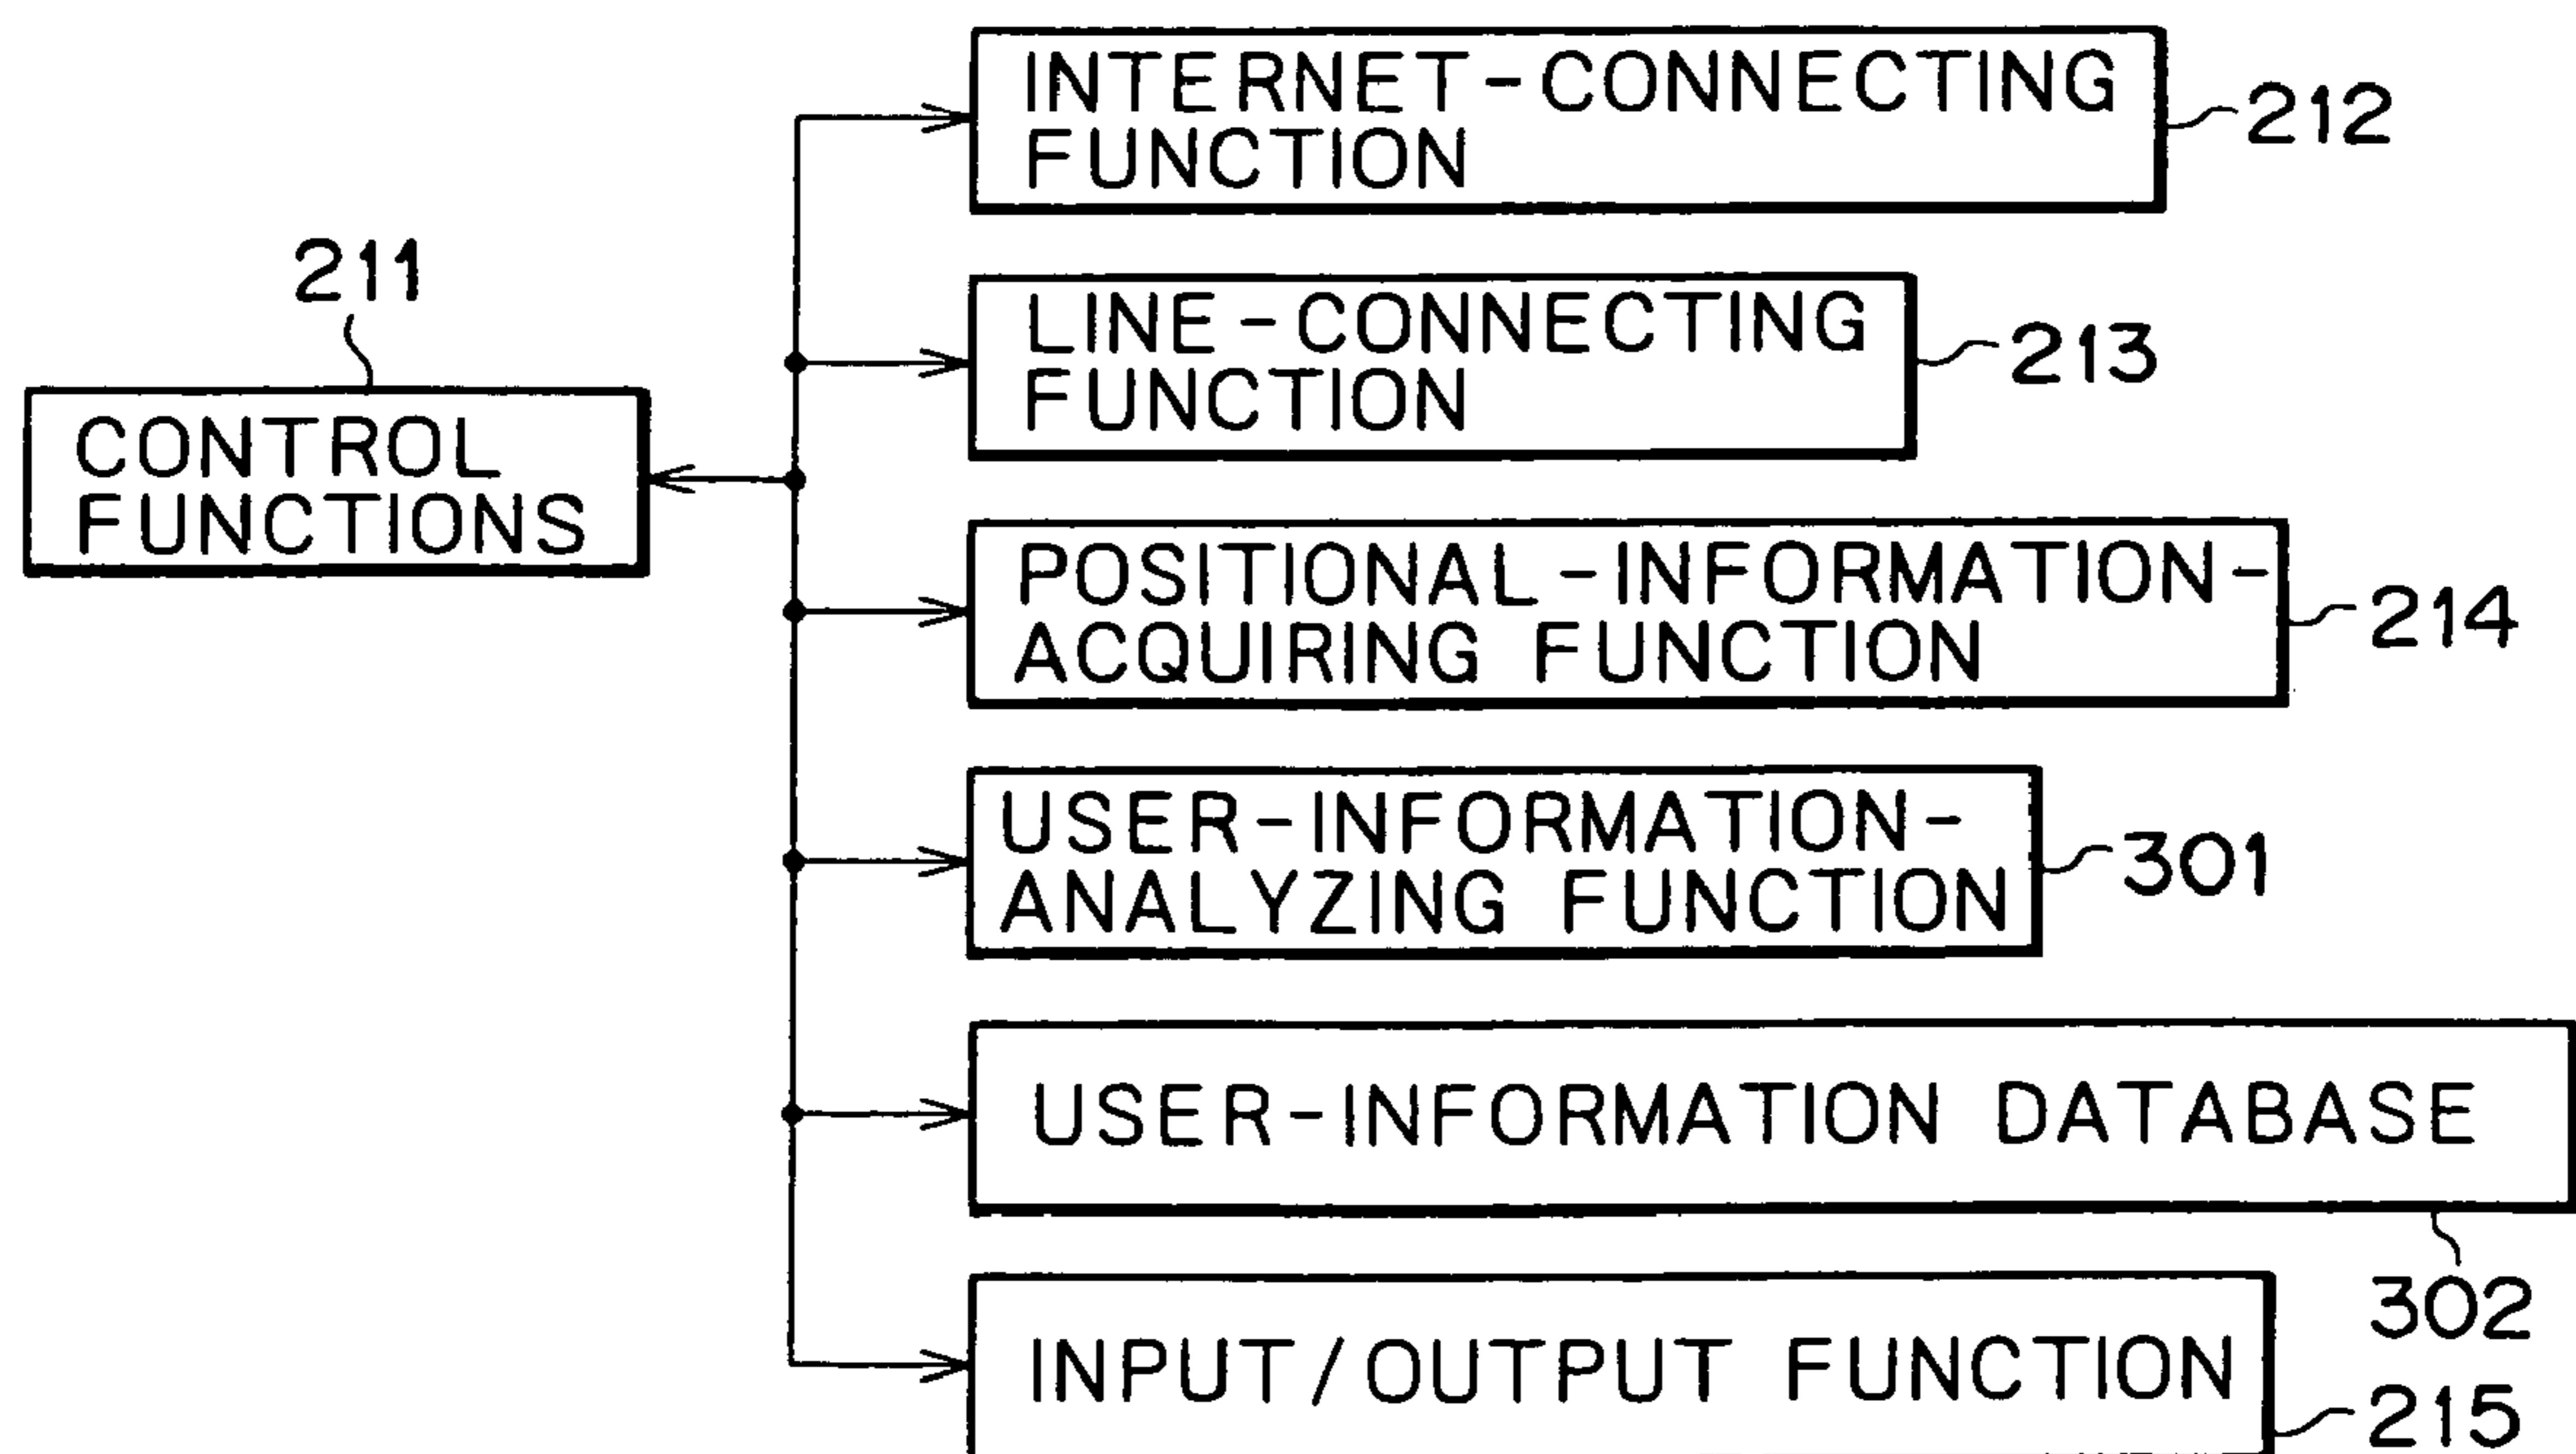 INTERNET-CONNECTING
FUNCTION
212
LINE-CONNECTING
FUNCTION
213
211
CONTROL
FUNCTIONS
POSITIONAL-INFORMATION-
ACQUIRING FUNCTION
214
USER-INFORMATION-
ANALYZING FUNCTION
301
USER-INFORMATION DATABASE
302
INPUT/OUTPUT FUNCTION
215